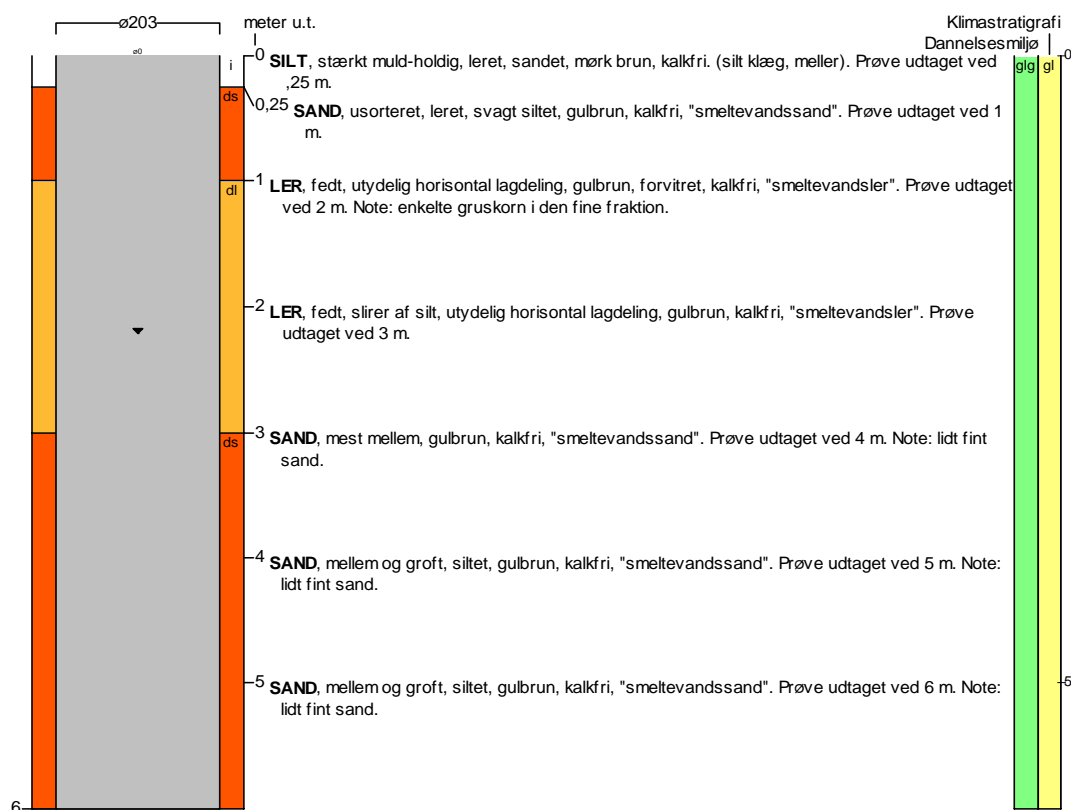 ø203
meter u.t.
Klimastratigrafi
Dannelsesmiljø
ø0
0
0
i
SILT, stærkt muld-holdig, leret, sandet, mørk brun, kalkfri. (silt klæg, meller). Prøve udtaget ved
,25 m.
glg
gl
ds
0,25
SAND, usorteret, leret, svagt siltet, gulbrun, kalkfri, "smeltevandssand". Prøve udtaget ved 1
m.
1
dl
LER, fedt, utydelig horisontal lagdeling, gulbrun, forvitret, kalkfri, "smeltevandsler". Prøve udtaget
ved 2 m. Note: enkelte gruskorn i den fine fraktion.
2
LER, fedt, slirer af silt, utydelig horisontal lagdeling, gulbrun, kalkfri, "smeltevandsler". Prøve
udtaget ved 3 m.
3
ds
SAND, mest mellem, gulbrun, kalkfri, "smeltevandssand". Prøve udtaget ved 4 m. Note: lidt fint
sand.
4
SAND, mellem og groft, siltet, gulbrun, kalkfri, "smeltevandssand". Prøve udtaget ved 5 m. Note:
lidt fint sand.
5
SAND, mellem og groft, siltet, gulbrun, kalkfri, "smeltevandssand". Prøve udtaget ved 6 m. Note:
lidt fint sand.
5
6